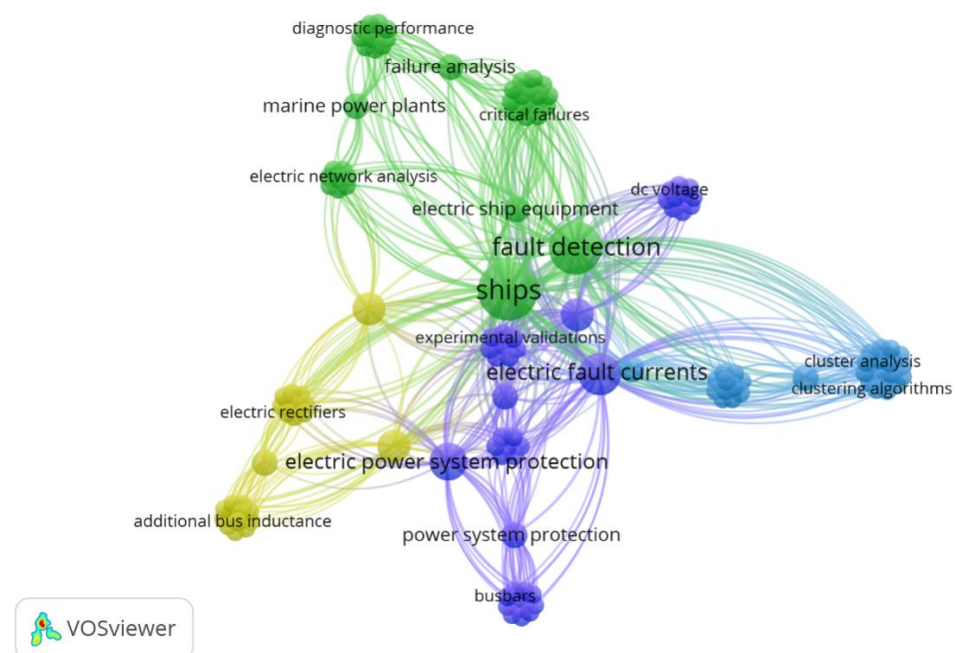 diagnostic performance
failure analysis
marine power plants
critical failures
electric network analysis
dc voltage
electric ship equipment
fault detection
ships
experimental validations
cluster analysis
electric fault currents
clustering algorithms
electric rectifiers
electric power system protection
additional bus inductance
power system protection
busbars
VOSviewer